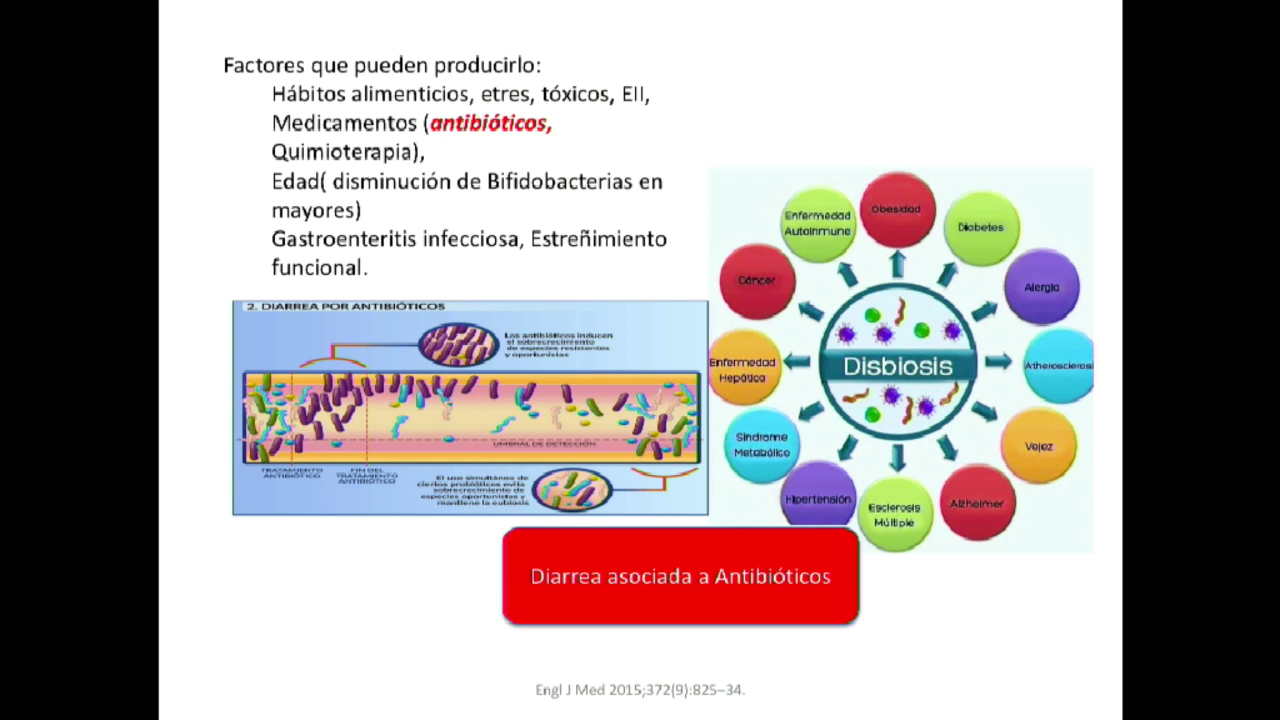 Factores que pueden producirlo:
Hábitos alimenticios, etres, tóxicos, EII,
Medicamentos (antibióticos,
Quimioterapia),
Edad( disminución de Bifidobacterias en
mayores)
Gastroenteritis infecciosa, Estreñimiento
funcional.
2. DIARREA POR ANTIBIÓTICOS
Los antibióticos inducen
el sobrecrecimiento
de especies resistentes
y oportunistas
UMBRAL DE DETECCIÓN
TRATAMIENTO
ANTIBIÓTICO
FIN DEL
TRATAMIENTO
ANTIBIÓTICO
El uso simultáneo de
ciertos probióticos evita
sobrecrecimiento de
especies oportunistas y
mantiene la eubiosis
Obesidad
Diabetes
Alergia
Atherosclerosi
Vejez
Alzheimer
Esclerosis
Múltiple
Hipertensión
Síndrome
Metabólico
Enfermedad
Hepática
Cáncer
Enfermedad
Autoinmune
Disbiosis
Diarrea asociada a Antibióticos
Engl J Med 2015;372(9):825–34.